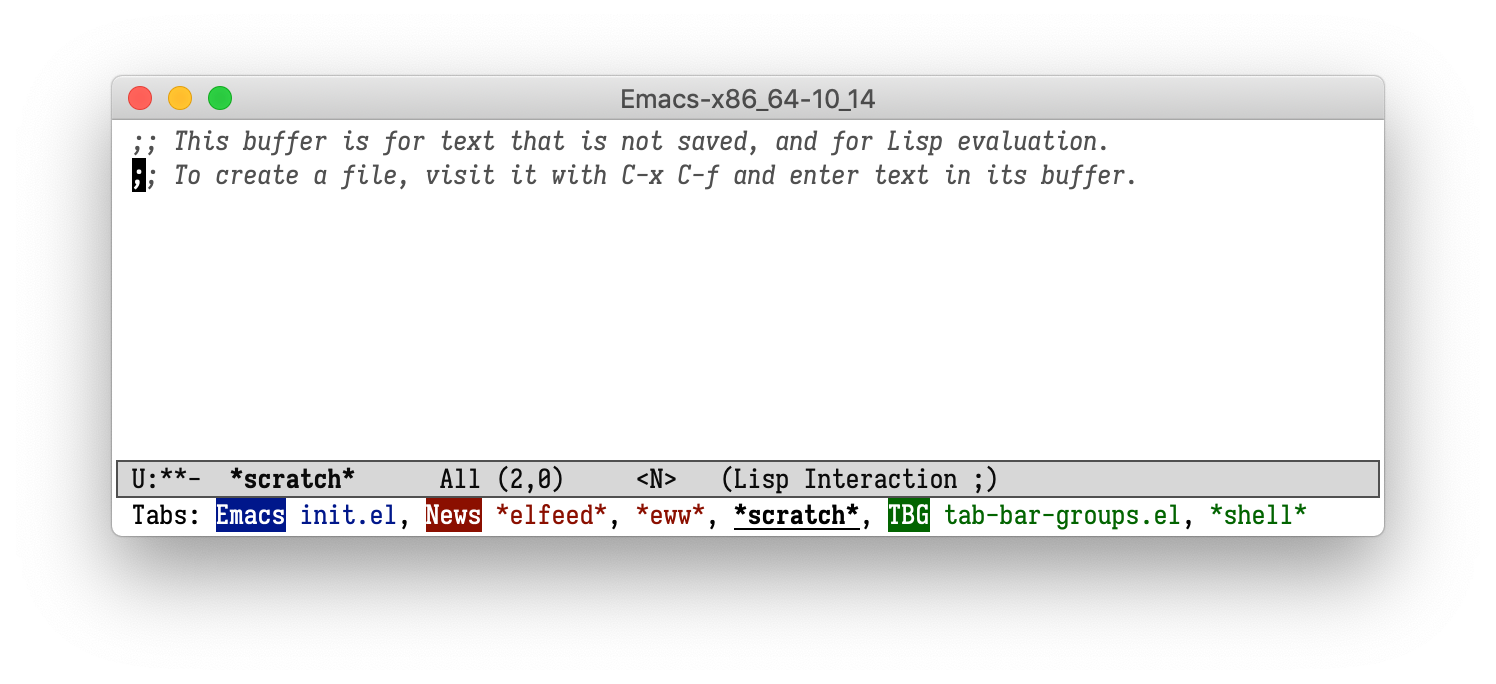 Emacs-x86_64-10_14
;; This buffer is for text that is not saved, and for Lisp evaluation.
;; To create a file, visit it with C-x C-f and enter text in its buffer.
U:**-  *scratch*      All (2,0)     <N>   (Lisp Interaction ;)
Tabs: Emacs init.el, News *elfeed*, *eww*, *scratch*, TBG tab-bar-groups.el, *shell*